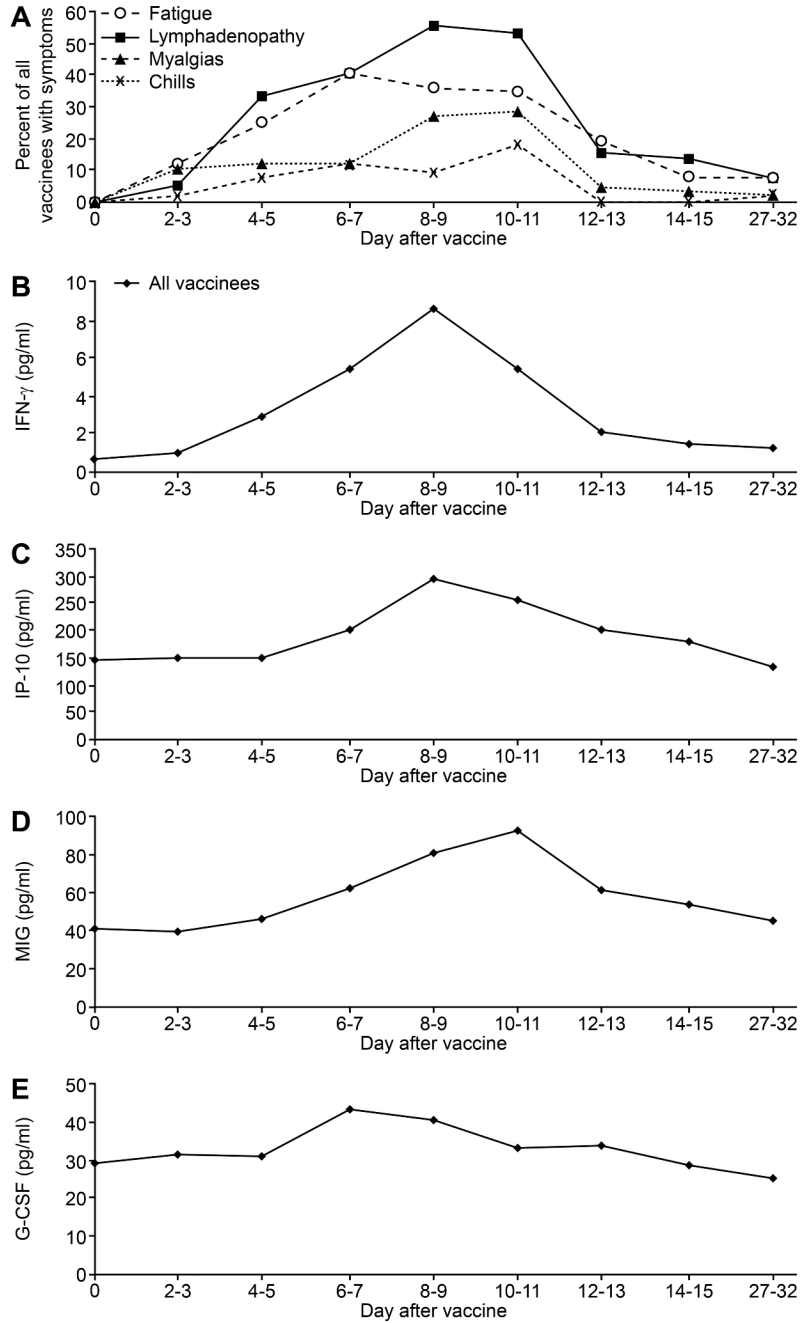 A
Fatigue
Lymphadenopathy
Myalgias
Chills
Percent of all
vaccinees with symptoms
60
50
40
30
20
10
0
0 2-3 4-5 6-7 8-9 10-11 12-13 14-15 27-32
Day after vaccine
B
All vaccinees
IFN-γ (pg/ml)
10
8
6
4
2
0
0 2-3 4-5 6-7 8-9 10-11 12-13 14-15 27-32
Day after vaccine
C
IP-10 (pg/ml)
350
300
250
200
150
100
50
0
0 2-3 4-5 6-7 8-9 10-11 12-13 14-15 27-32
Day after vaccine
D
MIG (pg/ml)
100
80
60
40
20
0
0 2-3 4-5 6-7 8-9 10-11 12-13 14-15 27-32
Day after vaccine
E
G-CSF (pg/ml)
50
40
30
20
10
0
0 2-3 4-5 6-7 8-9 10-11 12-13 14-15 27-32
Day after vaccine